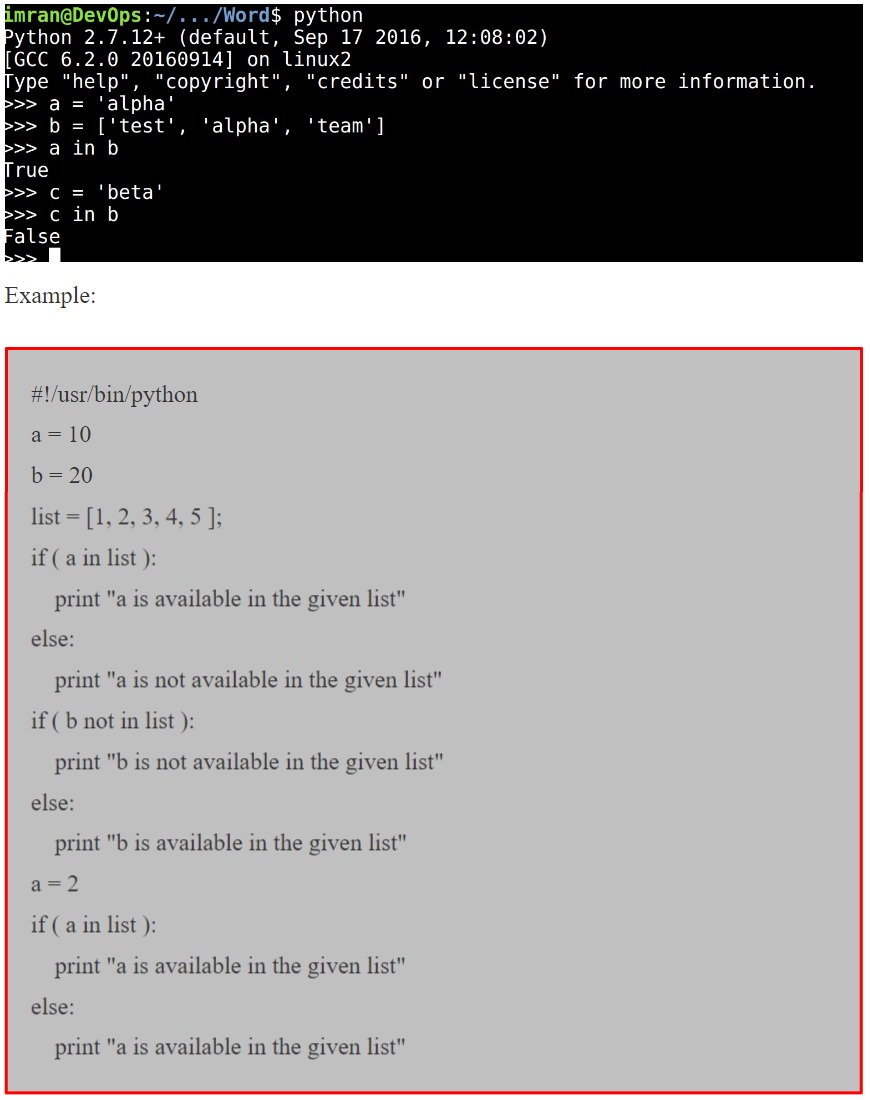 imran@DevOps:~/.../Word$ python
Python 2.7.12+ (default, Sep 17 2016, 12:08:02)
[GCC 6.2.0 20160914] on linux2
Type "help", "copyright", "credits" or "license" for more information.
>>> a = 'alpha'
>>> b = ['test', 'alpha', 'team']
>>> a in b
True
>>> c = 'beta'
>>> c in b
False
>>>
Example:
#!/usr/bin/python
a = 10
b = 20
list = [1, 2, 3, 4, 5 ];
if ( a in list ):
    print "a is available in the given list"
else:
    print "a is not available in the given list"
if ( b not in list ):
    print "b is not available in the given list"
else:
    print "b is available in the given list"
a = 2
if ( a in list ):
    print "a is available in the given list"
else:
    print "a is available in the given list"